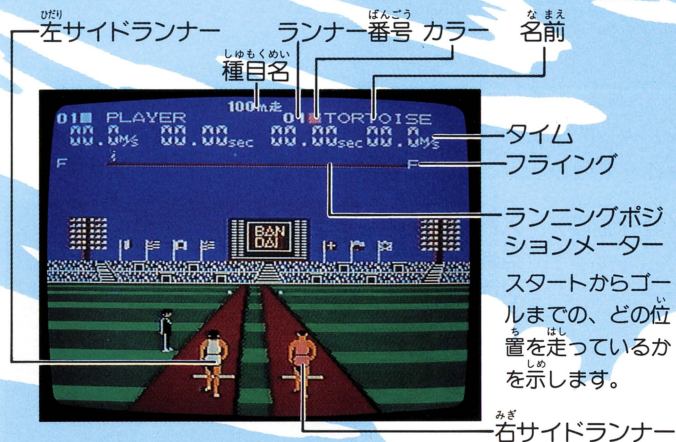 左サイドランナー
ひだり
ランナー番号
ばんごう
カラー
名前
なまえ
種目名
しゅもくめい
100m走
01 PLAYER
01 TORTOISE
00.0M/S 00.00sec 00.00sec 00.0M/S
F F
BAN
DAI
タイム
フライング
ランニングポジ
ションメーター
スタートからゴー
ルまでの、どの位
い
置を走っているか
ち はし
を示します。
しめ
右サイドランナー
みぎ